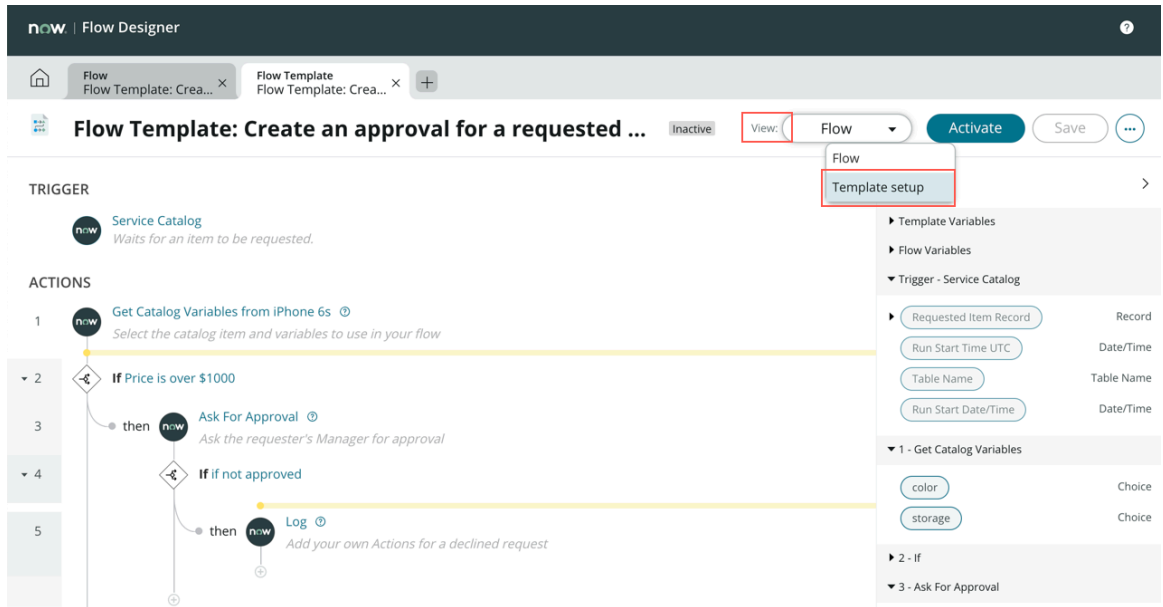 now. | Flow Designer
Flow
Flow Template: Crea...
Flow Template
Flow Template: Crea...
Flow Template: Create an approval for a requested ...
Inactive
View:
Flow
Activate
Save
Flow
Template setup
TRIGGER
now
Service Catalog
Waits for an item to be requested.
ACTIONS
1
now
Get Catalog Variables from iPhone 6s
Select the catalog item and variables to use in your flow
2
If Price is over $1000
3
then
now
Ask For Approval
Ask the requester's Manager for approval
4
If if not approved
5
then
now
Log
Add your own Actions for a declined request
Template Variables
Flow Variables
Trigger - Service Catalog
Requested Item Record Record
Run Start Time UTC Date/Time
Table Name Table Name
Run Start Date/Time Date/Time
1 - Get Catalog Variables
color Choice
storage Choice
2 - If
3 - Ask For Approval